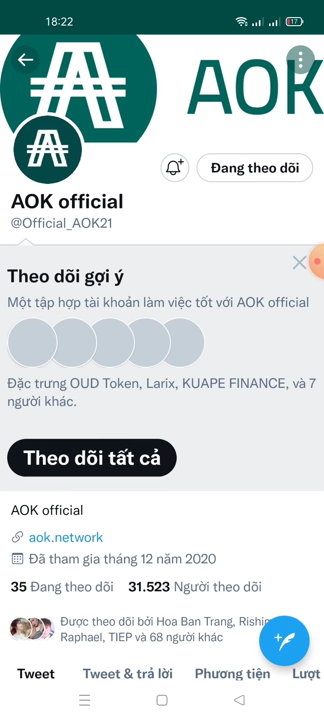 18:22
17
AOK
Đang theo dõi
AOK official
@Official_AOK21
Theo dõi gợi ý
Một tập hợp tài khoản làm việc tốt với AOK official
Đặc trưng OUD Token, Larix, KUAPE FINANCE, và 7
người khác.
Theo dõi tất cả
AOK official
aok.network
Đã tham gia tháng 12 năm 2020
35 Đang theo dõi 31.523 Người theo dõi
Được theo dõi bởi Hoa Ban Trang,
Raphael, TIEP và 68 người khác
Tweet Tweet & trả lời Phương tiện Lượt